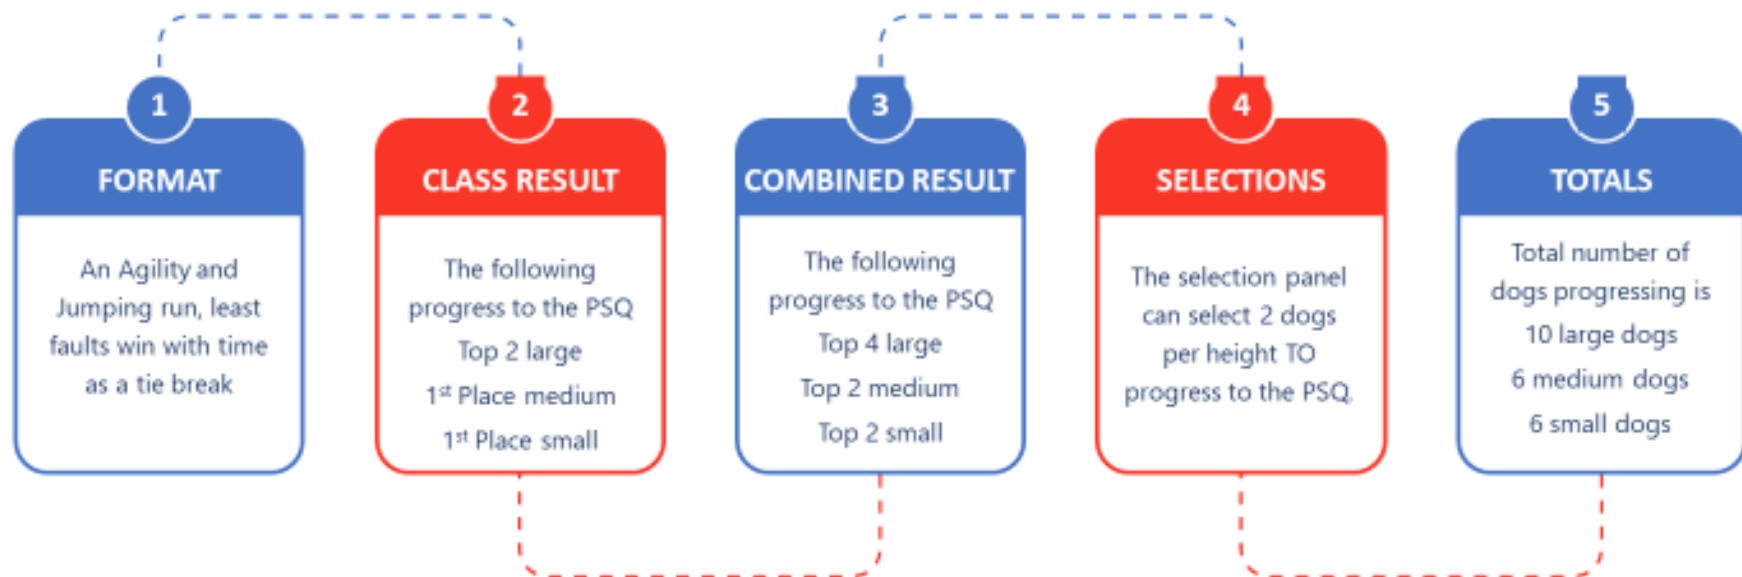 1
FORMAT
An Agility and
Jumping run, least
faults win with time
as a tie break
2
CLASS RESULT
The following
progress to the PSQ
Top 2 large
1st Place medium
1st Place small
3
COMBINED RESULT
The following
progress to the PSQ
Top 4 large
Top 2 medium
Top 2 small
4
SELECTIONS
The selection panel
can select 2 dogs
per height TO
progress to the PSQ.
5
TOTALS
Total number of
dogs progressing is
10 large dogs
6 medium dogs
6 small dogs